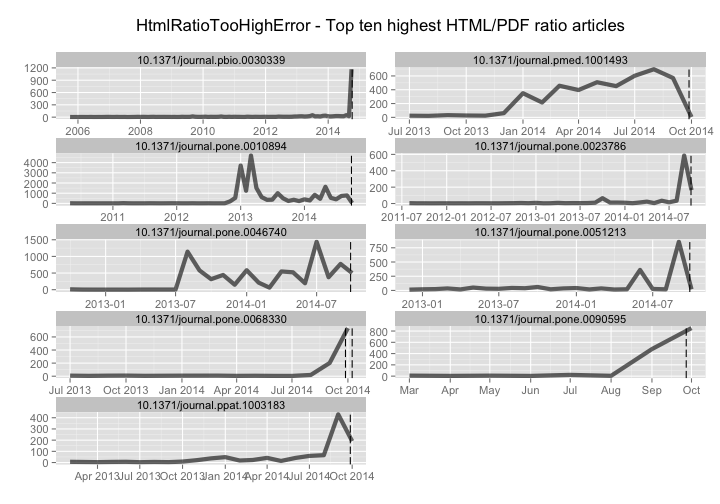 HtmlRatioTooHighError - Top ten highest HTML/PDF ratio articles
10.1371/journal.pbio.0030339
1200
900
600
300
0
2006 2008 2010 2012 2014
10.1371/journal.pmed.1001493
600
400
200
0
Jul 2013 Oct 2013 Jan 2014 Apr 2014 Jul 2014 Oct 2014
10.1371/journal.pone.0010894
4000
3000
2000
1000
0
2011 2012 2013 2014
10.1371/journal.pone.0023786
600
400
200
0
2011-07 2012-01 2012-07 2013-01 2013-07 2014-01 2014-07
10.1371/journal.pone.0046740
1500
1000
500
0
2013-01 2013-07 2014-01 2014-07
10.1371/journal.pone.0051213
750
500
250
0
2013-01 2013-07 2014-01 2014-07
10.1371/journal.pone.0068330
600
400
200
0
Jul 2013 Oct 2013 Jan 2014 Apr 2014 Jul 2014 Oct 2014
10.1371/journal.pone.0090595
800
600
400
200
0
Mar Apr May Jun Jul Aug Sep Oct
10.1371/journal.ppat.1003183
400
300
200
100
0
Apr 2013 Jul 2013 Oct 2013 Jan 2014 Apr 2014 Jul 2014 Oct 2014